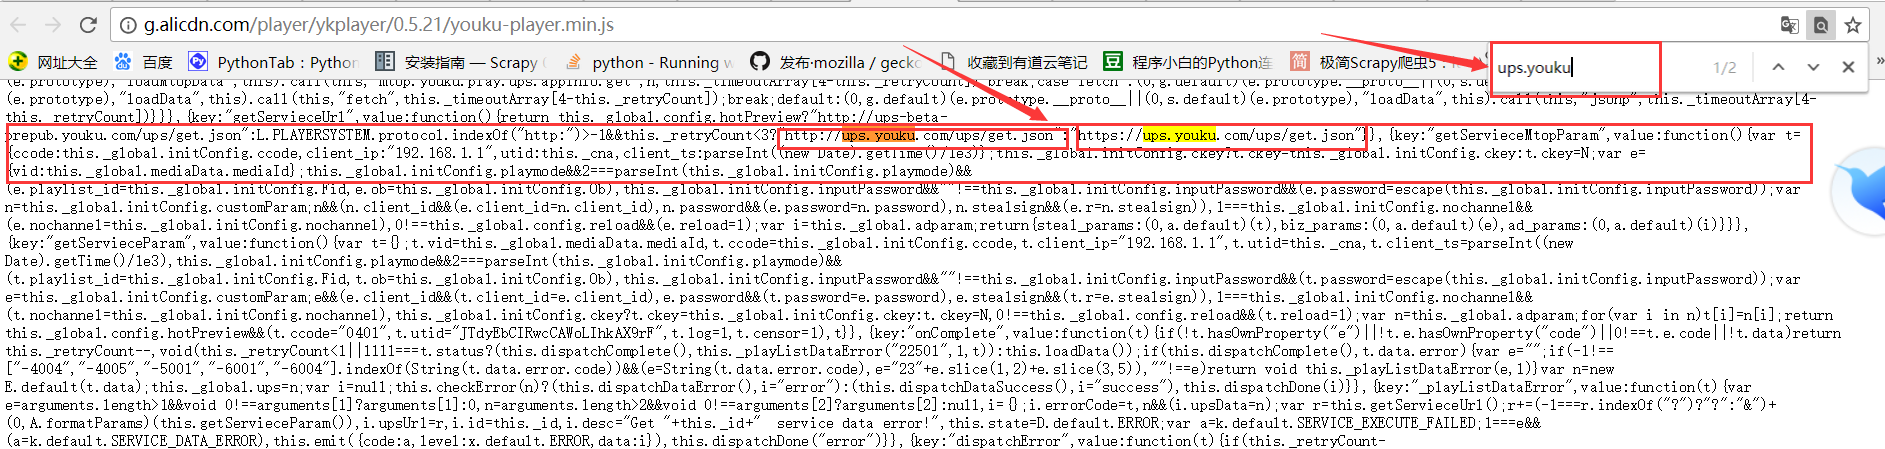 g.alicdn.com/player/ykplayer/0.5.21/youku-player.min.js
网址大全 百度 PythonTab：Python 安装指南 — Scrapy python - Running w 发布·mozilla / gecko 收藏到有道云笔记 程序小白的Python连 极简Scrapy爬虫5
ups.youku 1/2
(e.prototype),"loadMtopData",this).call(this,"mtop.youku.play.ups.appinfo.get",n,this._timeoutArray[4-this._retryCount]);break;case"fetch":(0,g.default)(e.prototype.__proto__||(0,s.default)
(e.prototype),"loadData",this).call(this,"fetch",this._timeoutArray[4-this._retryCount]);break;default:(0,g.default)(e.prototype.__proto__||(0,s.default)(e.prototype),"loadData",this).call(this,"jsonp",this._timeoutArray[4-
this._retryCount])}}},{key:"getServieceUrl",value:function(){return this._global.config.hotPreview?"http://ups-beta-
prepub.youku.com/ups/get.json":L.PLAYERSYSTEM.protocol.indexOf("http:")>-1&&this._retryCount<3?"http://ups.youku.com/ups/get.json":"https://ups.youku.com/ups/get.json"}},{key:"getServieceMtopParam",value:function(){var t=
{ccode:this._global.initConfig.ccode,client_ip:"192.168.1.1",utid:this._cna,client_ts:parseInt((new Date).getTime()/1e3)};this._global.initConfig.ckey?t.ckey=this._global.initConfig.ckey:t.ckey=N;var e=
{vid:this._global.mediaData.mediaId};this._global.initConfig.playmode&&2===parseInt(this._global.initConfig.playmode)&&
(e.playlist_id=this._global.initConfig.Fid,e.ob=this._global.initConfig.Ob),this._global.initConfig.inputPassword&&""!==this._global.initConfig.inputPassword&&(e.password=escape(this._global.initConfig.inputPassword));var
n=this._global.initConfig.customParam;n&&(n.client_id&&(e.client_id=n.client_id),n.password&&(e.password=n.password),n.stealsign&&(e.r=n.stealsign)),1===this._global.initConfig.nochannel&&
(e.nochannel=this._global.initConfig.nochannel),0!==this._global.config.reload&&(e.reload=1);var i=this._global.adparam;return{steal_params:(0,a.default)(t),biz_params:(0,a.default)(e),ad_params:(0,a.default)(i)}}},
{key:"getServieceParam",value:function(){var t={};t.vid=this._global.mediaData.mediaId,t.ccode=this._global.initConfig.ccode,t.client_ip="192.168.1.1",t.utid=this._cna,t.client_ts=parseInt((new
Date).getTime()/1e3),this._global.initConfig.playmode&&2===parseInt(this._global.initConfig.playmode)&&
(t.playlist_id=this._global.initConfig.Fid,t.ob=this._global.initConfig.Ob),this._global.initConfig.inputPassword&&""!==this._global.initConfig.inputPassword&&(t.password=escape(this._global.initConfig.inputPassword));var
e=this._global.initConfig.customParam;e&&(e.client_id&&(t.client_id=e.client_id),e.password&&(t.password=e.password),e.stealsign&&(t.r=e.stealsign)),1===this._global.initConfig.nochannel&&
(t.nochannel=this._global.initConfig.nochannel),this._global.initConfig.ckey?t.ckey=this._global.initConfig.ckey:t.ckey=N,0!==this._global.config.reload&&(t.reload=1);var n=this._global.adparam;for(var i in n)t[i]=n[i];return
this._global.config.hotPreview&&(t.ccode="0401",t.utid="JTdyEbCIRwcCAWoLIhkAX9rF",t.log=1,t.censor=1),t}},{key:"onComplete",value:function(t){if(!t.hasOwnProperty("e")||!t.e.hasOwnProperty("code")||0!==t.e.code||!t.data)return
this._retryCount--,void(this._retryCount<1||1111===t.status?(this.dispatchComplete(),this._playListDataError("22501",1,t)):this.loadData());if(this.dispatchComplete(),t.data.error){var e="";if(-1!==
["-4004","-4005","-5001","-6001","-6004"].indexOf(String(t.data.error.code))&&(e=String(t.data.error.code),e="23"+e.slice(1,2)+e.slice(3,5)),""!==e)return void this._playListDataError(e,1)}var n=new
E.default(t.data);this._global.ups=n;var i=null;this.checkError(n)?(this.dispatchDataError(),i="error"):(this.dispatchDataSuccess(),i="success"),this.dispatchDone(i)}},{key:"_playListDataError",value:function(t){var
e=arguments.length>1&&void 0!==arguments[1]?arguments[1]:0,n=arguments.length>2&&void 0!==arguments[2]?arguments[2]:null,i={};i.errorCode=t,n&&(i.upsData=n);var r=this.getServieceUrl();r+=(-1===r.indexOf("?")?"?":"&")+
(0,A.formatParams)(this.getServieceParam()),i.upsUrl=r,i.id=this._id,i.desc="Get "+this._id+" service data error!",this.state=D.default.ERROR;var a=k.default.SERVICE_EXECUTE_FAILED;1===e&&
(a=k.default.SERVICE_DATA_ERROR),this.emit({code:a,level:x.default.ERROR,data:i}),this.dispatchDone("error")}},{key:"dispatchError",value:function(t){if(this._retryCount-